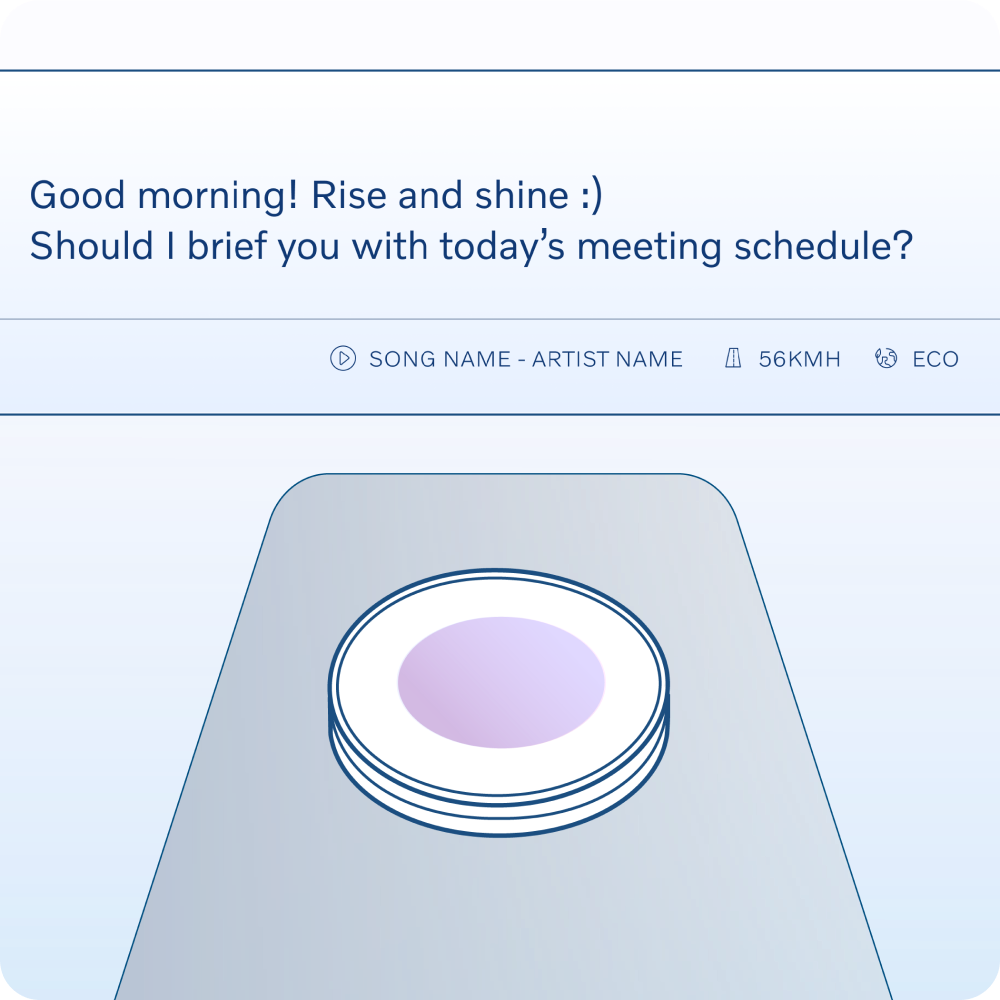 Good morning! Rise and shine :)
Should I brief you with today’s meeting schedule?
SONG NAME - ARTIST NAME 56KMH ECO